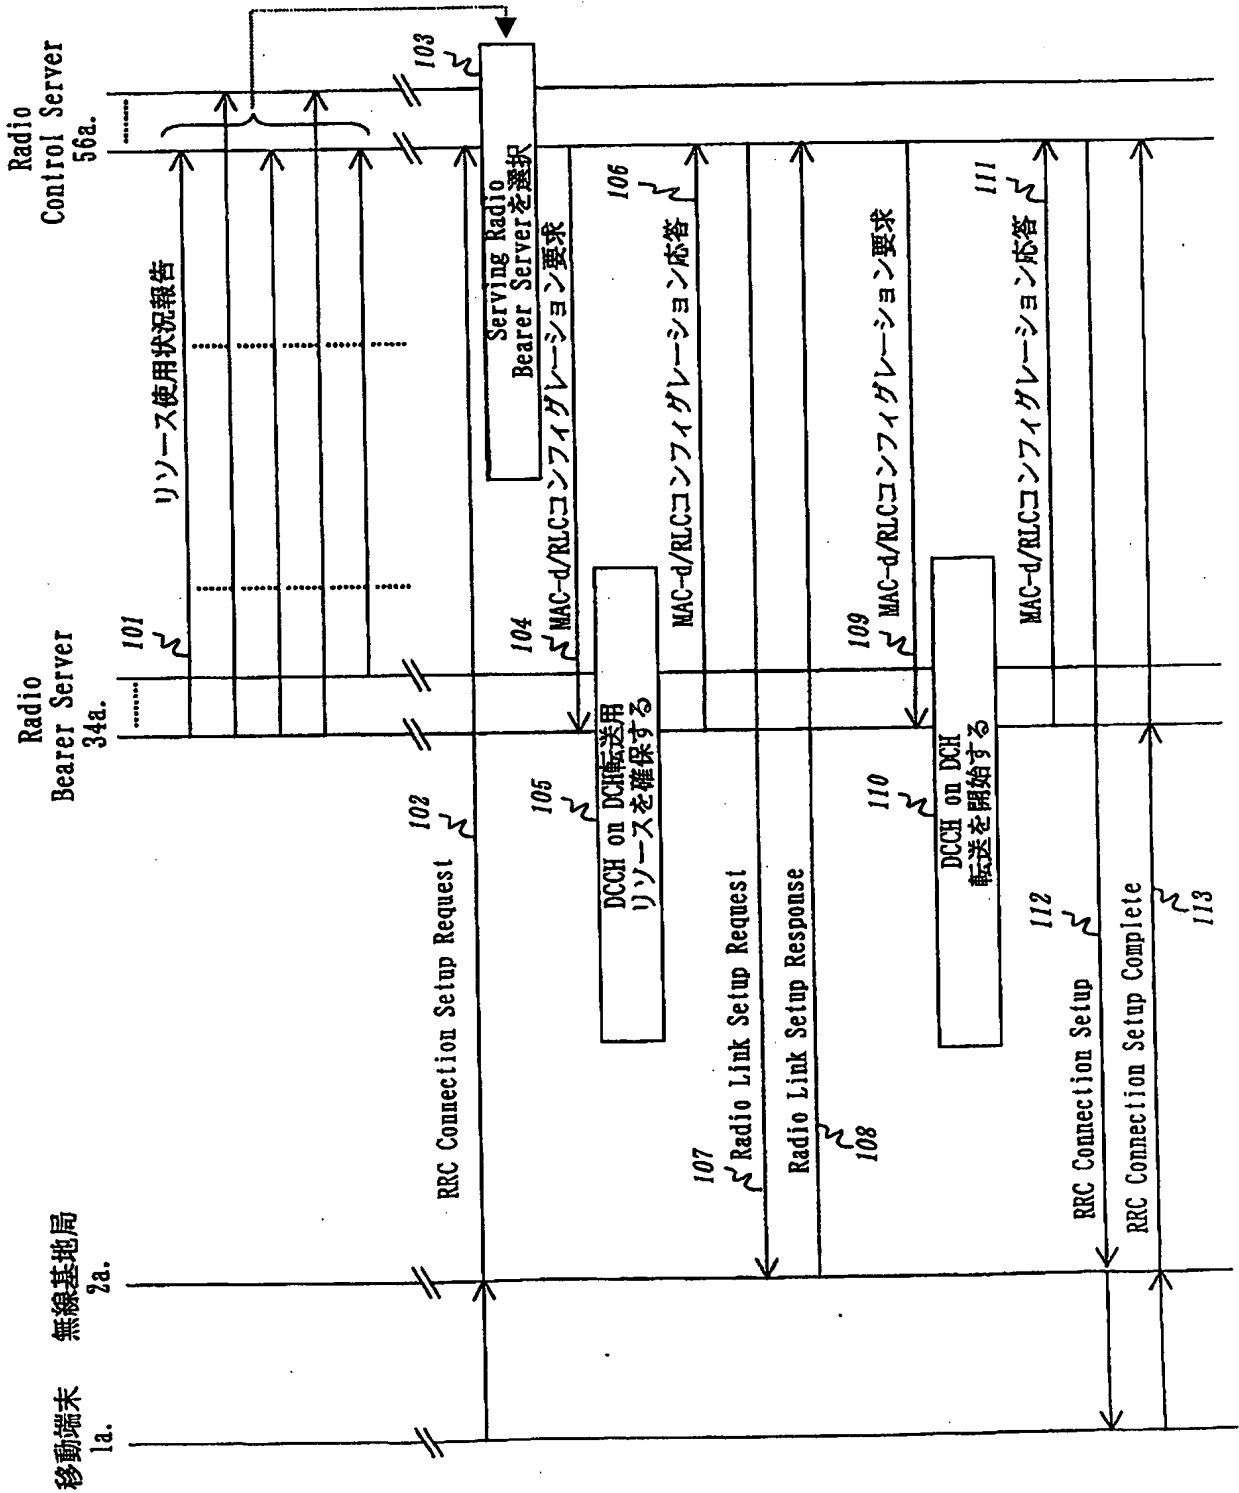 移動端末
1a.
無線基地局
2a.
Radio
Bearer Server
34a.
Radio
Control Server
56a.
101
リソース使用状況報告
102
RRC Connection Setup Request
103
Serving Radio
Bearer Serverを選択
104
MAC-d/RLCコンフィグレーション要求
105
DCCH on DCH転送用
リソースを確保する
106
MAC-d/RLCコンフィグレーション応答
107
Radio Link Setup Request
Radio Link Setup Response
108
109
MAC-d/RLCコンフィグレーション要求
110
DCCH on DCH
転送を開始する
111
MAC-d/RLCコンフィグレーション応答
112
RRC Connection Setup
RRC Connection Setup Complete
113